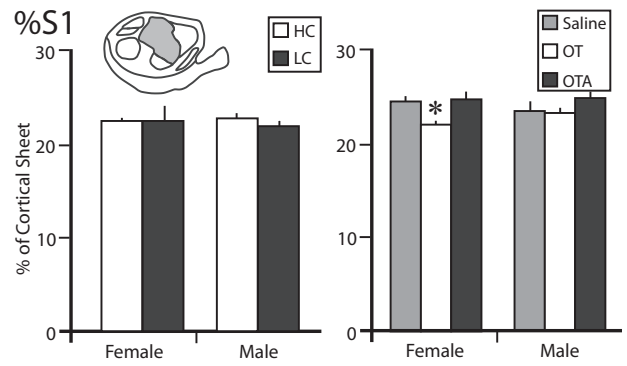 %S1
HC
LC
% of Cortical Sheet
30
20
10
0
Female Male
Saline
OT
OTA
30
20
10
0
*
Female Male